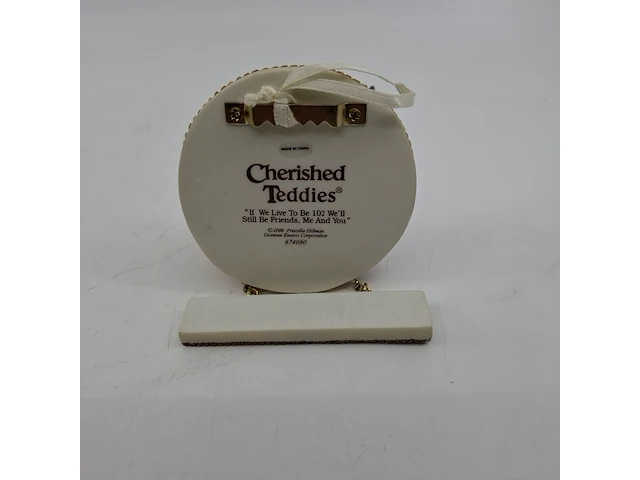 MADE IN CHINA
Cherished
Teddies®
"If We Live To Be 102 We'll
Still Be Friends, Me And You"
©2000 Priscilla Hillman
Licensee Enesco Corporation
674060